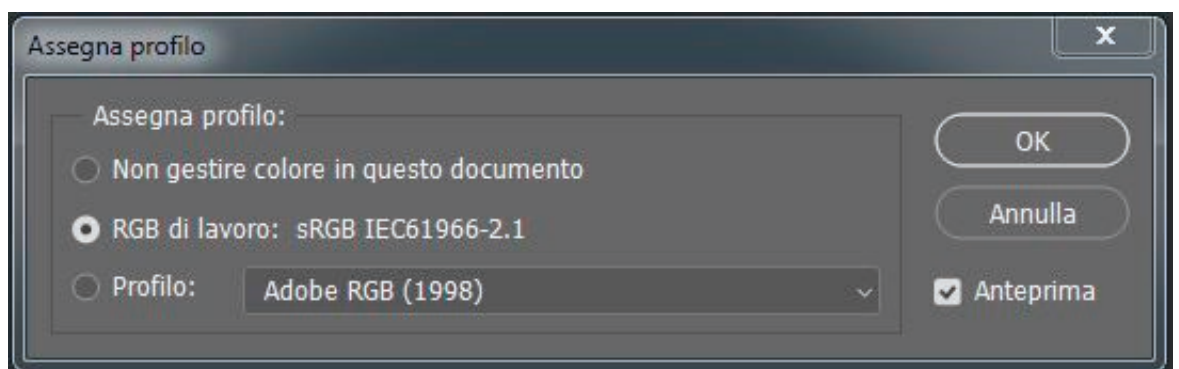 Assegna profilo
Assegna profilo:
Non gestire colore in questo documento
RGB di lavoro: sRGB IEC61966-2.1
Profilo: Adobe RGB (1998)
OK
Annulla
Anteprima